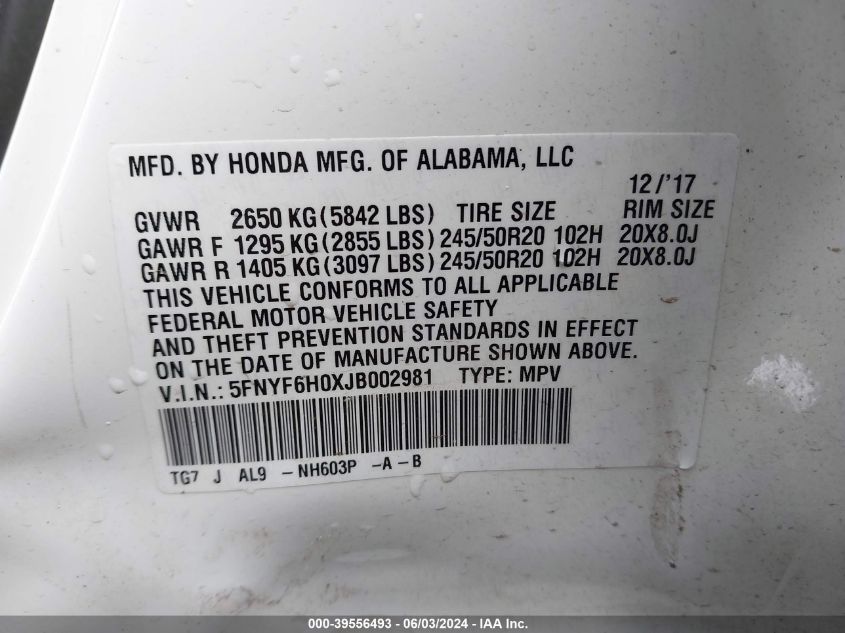 MFD. BY HONDA MFG. OF ALABAMA, LLC
12/'17
GVWR 2650 KG(5842 LBS) TIRE SIZE RIM SIZE
GAWR F 1295 KG(2855 LBS) 245/50R20 102H 20X8.0J
GAWR R 1405 KG(3097 LBS) 245/50R20 102H 20X8.0J
THIS VEHICLE CONFORMS TO ALL APPLICABLE
FEDERAL MOTOR VEHICLE SAFETY
AND THEFT PREVENTION STANDARDS IN EFFECT
ON THE DATE OF MANUFACTURE SHOWN ABOVE.
V.I.N.: 5FNYF6H0XJB002981 TYPE: MPV
TG7 J AL9 -NH603P -A-B
000-39556493 - 06/03/2024 - IAA Inc.